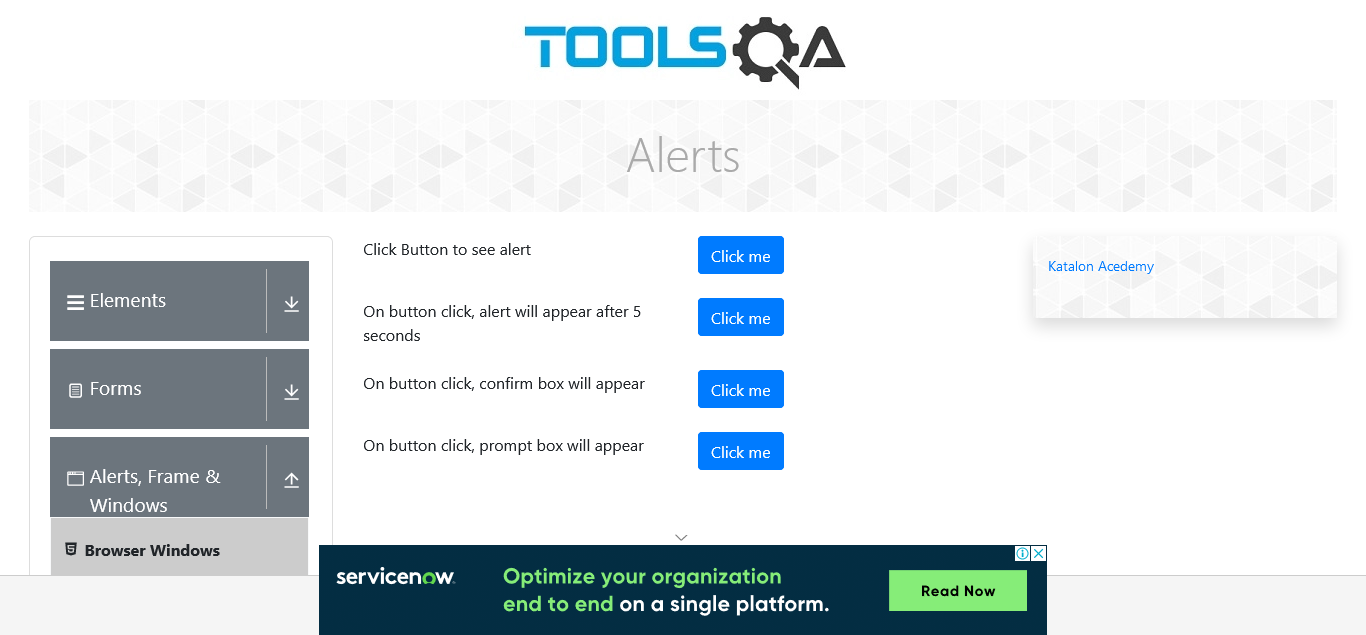 TOOLSQA
Alerts
Elements
Forms
Alerts, Frame &
Windows
Browser Windows
Click Button to see alert
Click me
On button click, alert will appear after 5
seconds
Click me
On button click, confirm box will appear
Click me
On button click, prompt box will appear
Click me
Katalon Acedemy
servicenow
Optimize your organization
end to end on a single platform.
Read Now